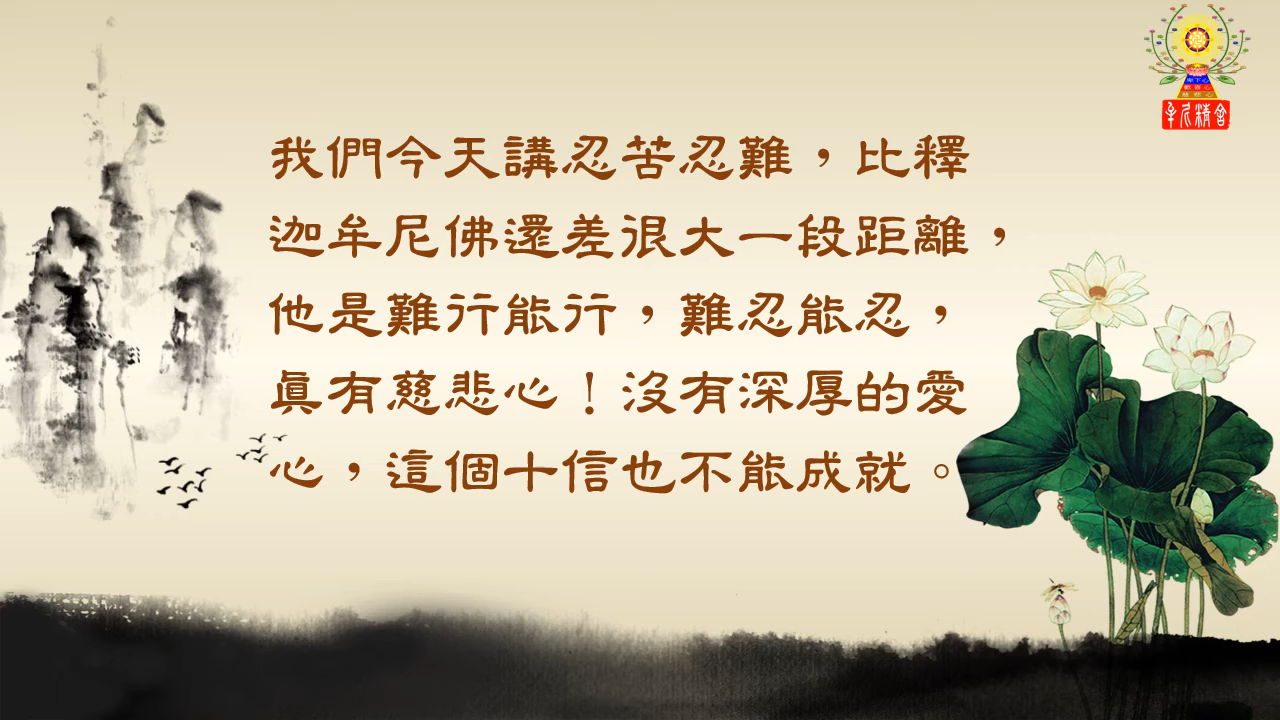 我們今天講忍苦忍難，比釋
迦牟尼佛還差很大一段距離，
他是難行能行，難忍能忍，
真有慈悲心！沒有深厚的愛
心，這個十信也不能成就。